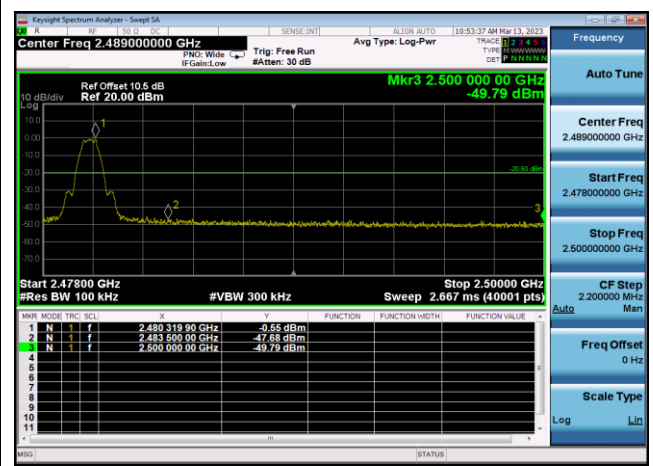 Keysight Spectrum Analyzer - Swept SA
R RF 50 Ω DC SENSE:INT ALIGN AUTO 10:53:37 AM Mar 13, 2023
Center Freq 2.489000000 GHz
PNO: Wide
IFGain:Low
Trig: Free Run
#Atten: 30 dB
Avg Type: Log-Pwr
TRACE 1 2 3 4 5 6
TYPE M WWWWW
DET P N N N N N
Ref Offset 10.5 dB
Ref 20.00 dBm
10 dB/div
Log
Mkr3 2.500 000 00 GHz
-49.79 dBm
10.0
0.00
-10.0
-20.0
-30.0
-40.0
-50.0
-60.0
-70.0
1
2
3
-20.50 dBm
Start 2.47800 GHz
#Res BW 100 kHz
#VBW 300 kHz
Stop 2.50000 GHz
Sweep 2.667 ms (40001 pts)
MKR MODE TRC SCL X Y FUNCTION FUNCTION WIDTH FUNCTION VALUE
1 N 1 f 2.480 319 90 GHz -0.55 dBm
2 N 1 f 2.483 500 00 GHz -47.68 dBm
3 N 1 f 2.500 000 00 GHz -49.79 dBm
4
5
6
7
8
9
10
11
MSG
STATUS
Frequency
Auto Tune
Center Freq
2.489000000 GHz
Start Freq
2.478000000 GHz
Stop Freq
2.500000000 GHz
CF Step
2.200000 MHz
Auto Man
Freq Offset
0 Hz
Scale Type
Log Lin